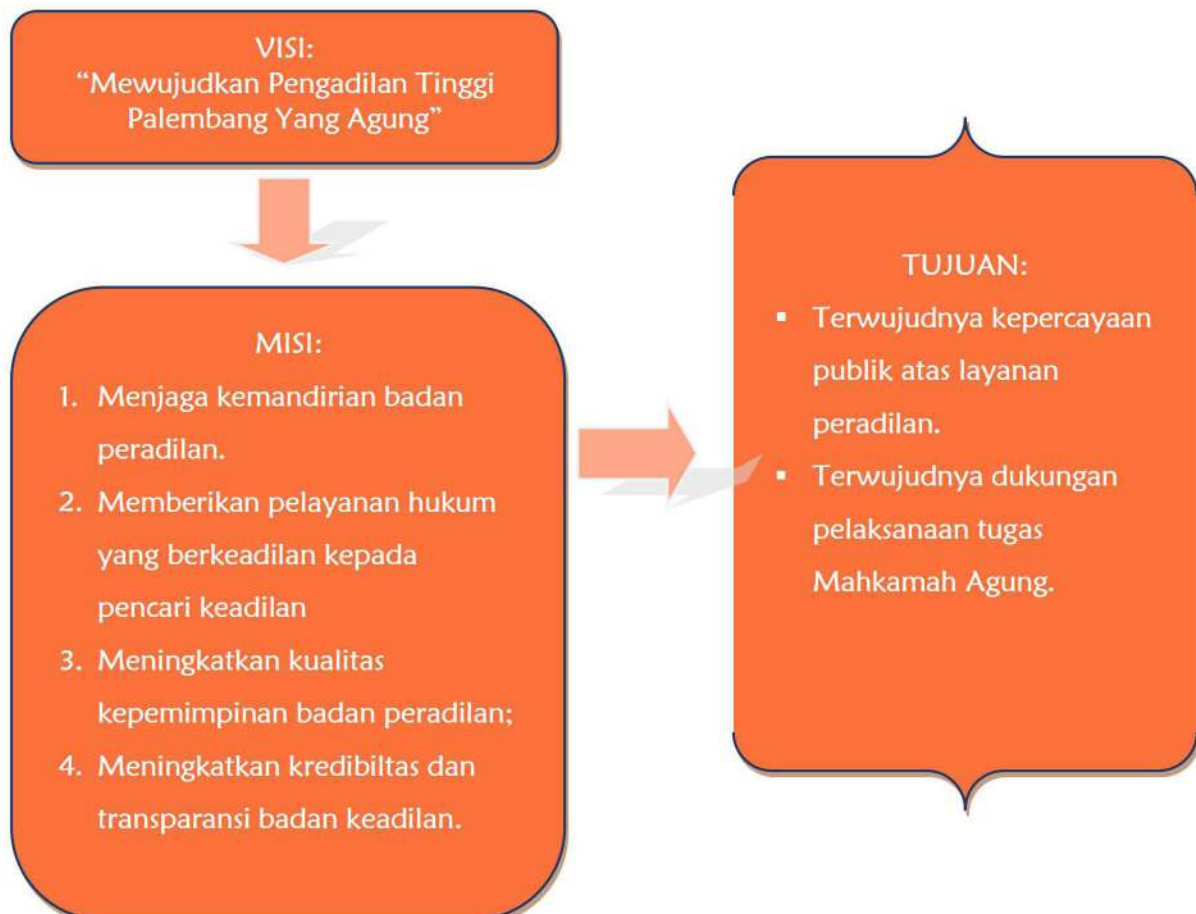 VISI:
“Mewujudkan Pengadilan Tinggi
Palembang Yang Agung”
MISI:
1. Menjaga kemandirian badan
peradilan.
2. Memberikan pelayanan hukum
yang berkeadilan kepada
pencari keadilan
3. Meningkatkan kualitas
kepemimpinan badan peradilan;
4. Meningkatkan kredibiltas dan
transparansi badan keadilan.
TUJUAN:
▪ Terwujudnya kepercayaan
publik atas layanan
peradilan.
▪ Terwujudnya dukungan
pelaksanaan tugas
Mahkamah Agung.